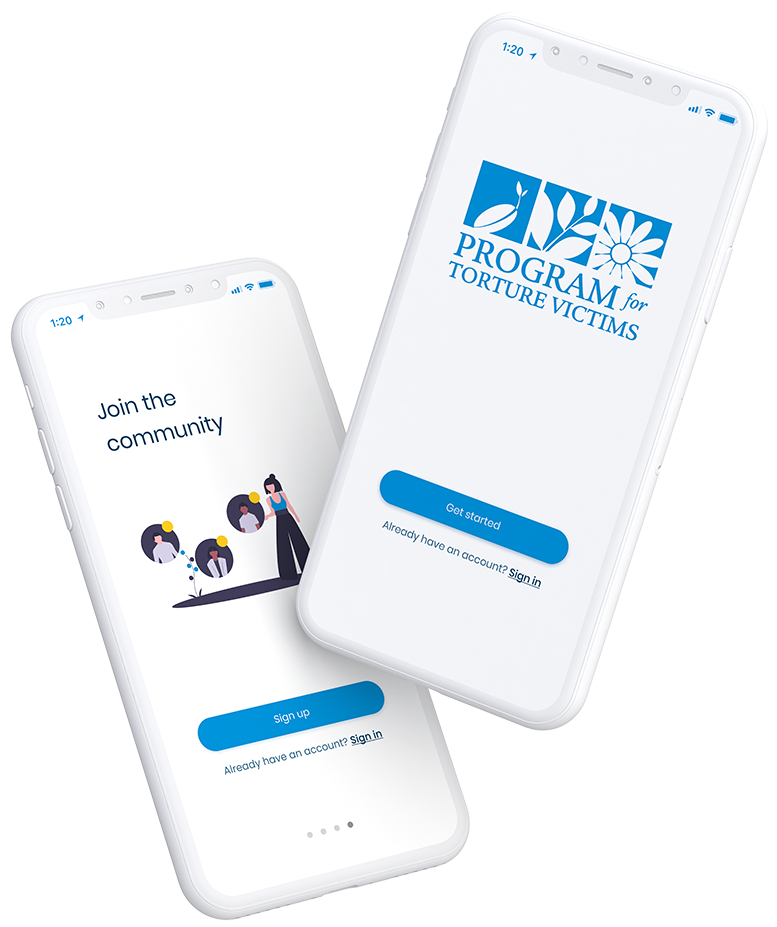 1:20
PROGRAM for
TORTURE VICTIMS
Get started
Already have an account? Sign in
1:20
Join the
community
Sign up
Already have an account? Sign in